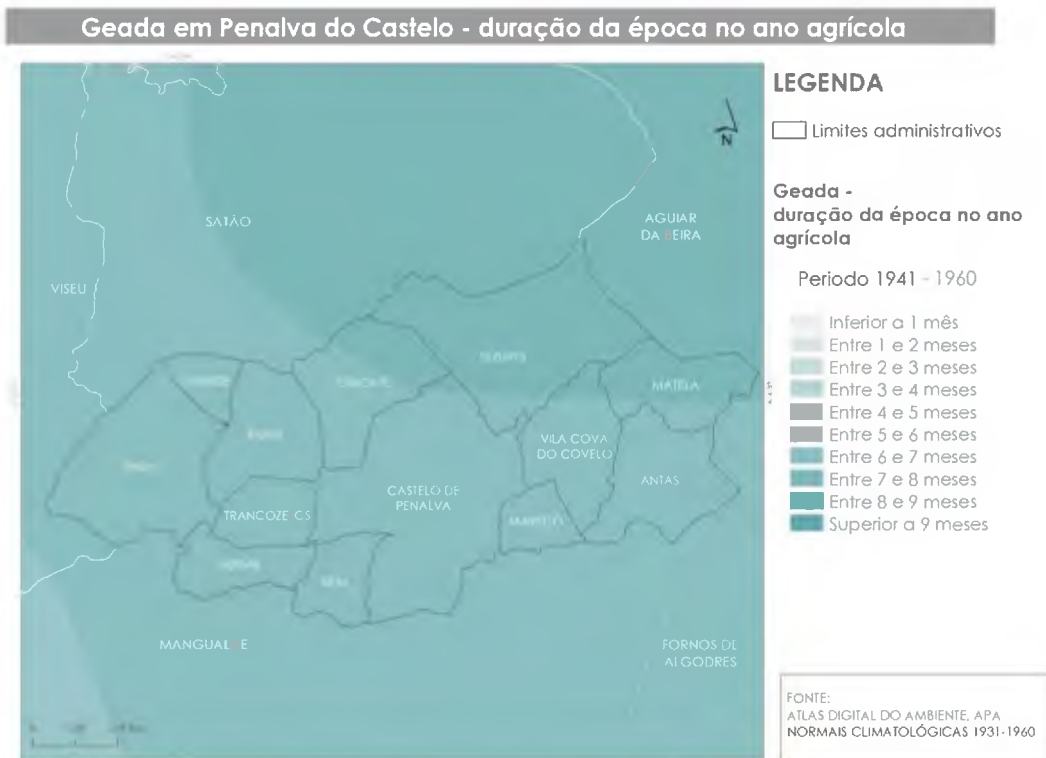 Geada em Penalva do Castelo - duração da época no ano agrícola
LEGENDA
Limites administrativos
N
Geada -
duração da época no ano
agrícola
Periodo 1941 - 1960
Inferior a 1 mês
Entre 1 e 2 meses
Entre 2 e 3 meses
Entre 3 e 4 meses
Entre 4 e 5 meses
Entre 5 e 6 meses
Entre 6 e 7 meses
Entre 7 e 8 meses
Entre 8 e 9 meses
Superior a 9 meses
SATÃO
AGUIAR
DA BEIRA
VISEU
MATELA
VILA COVA
DO COVELO
ANTAS
CASTELO DE
PENALVA
TRANCOZE
MANGUALDE
FORNOS DE
ALGODRES
FONTE:
ATLAS DIGITAL DO AMBIENTE, APA
NORMAIS CLIMATOLÓGICAS 1931-1960